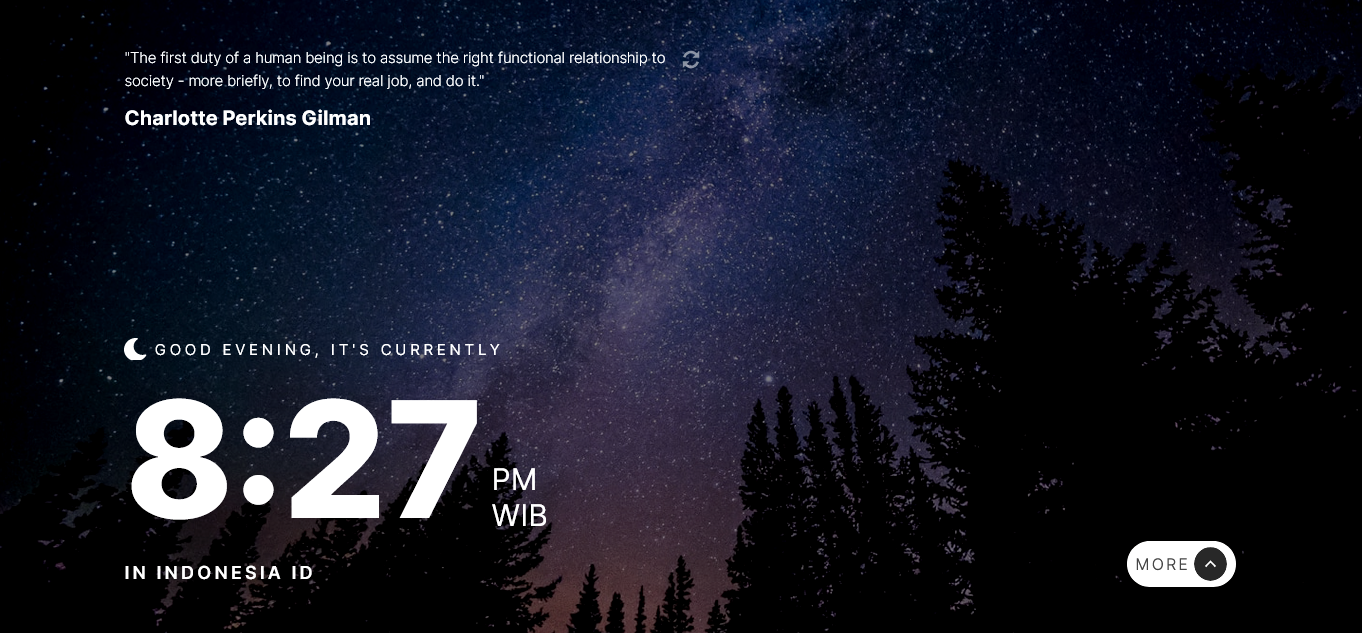 "The first duty of a human being is to assume the right functional relationship to
society - more briefly, to find your real job, and do it."
Charlotte Perkins Gilman
GOOD EVENING, IT'S CURRENTLY
8:27
PM
WIB
IN INDONESIA ID
MORE